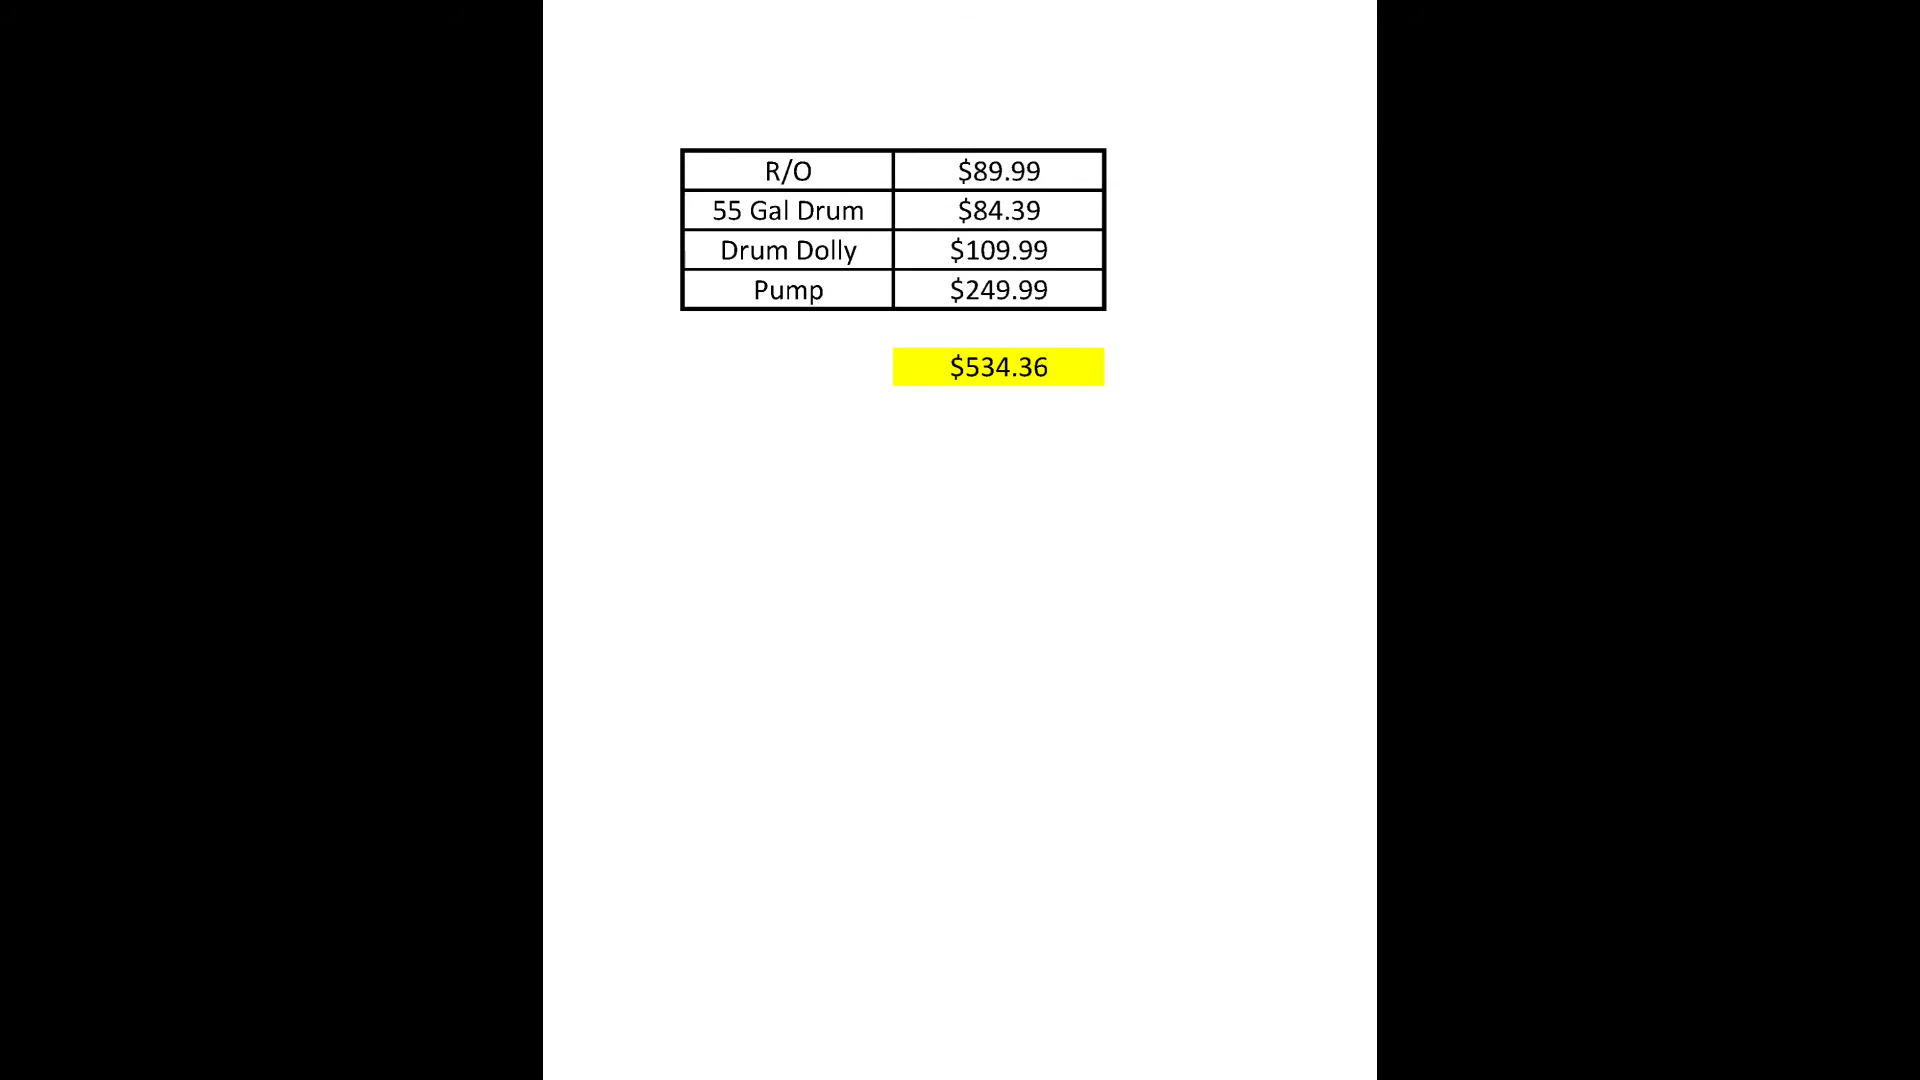 R/O $89.99
55 Gal Drum $84.39
Drum Dolly $109.99
Pump $249.99
$534.36